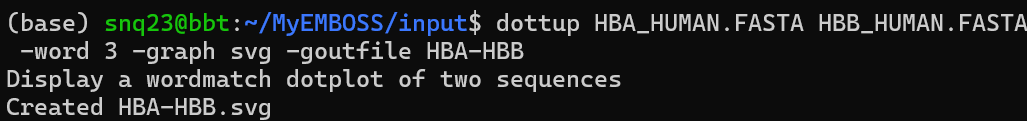 (base) snq23@bbt:~/MyEMBOSS/input$ dottup HBA_HUMAN.FASTA HBB_HUMAN.FASTA
-word 3 -graph svg -goutfile HBA-HBB
Display a wordmatch dotplot of two sequences
Created HBA-HBB.svg